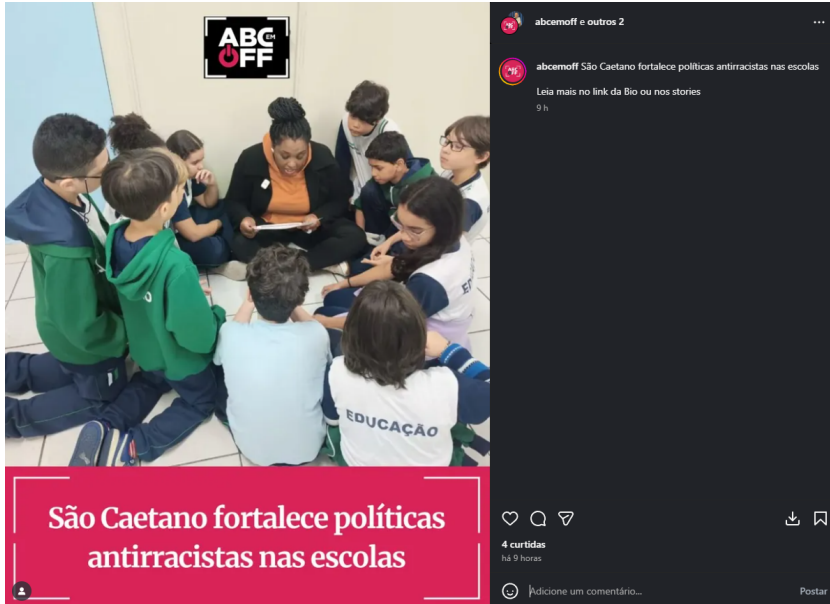 ABC EM
OFF
EDUCAÇÃO
São Caetano fortalece políticas
antirracistas nas escolas
abcemoff e outros 2
abcemoff São Caetano fortalece políticas antirracistas nas escolas
Leia mais no link da Bio ou nos stories
9 h
4 curtidas
há 9 horas
Adicione um comentário...
Postar